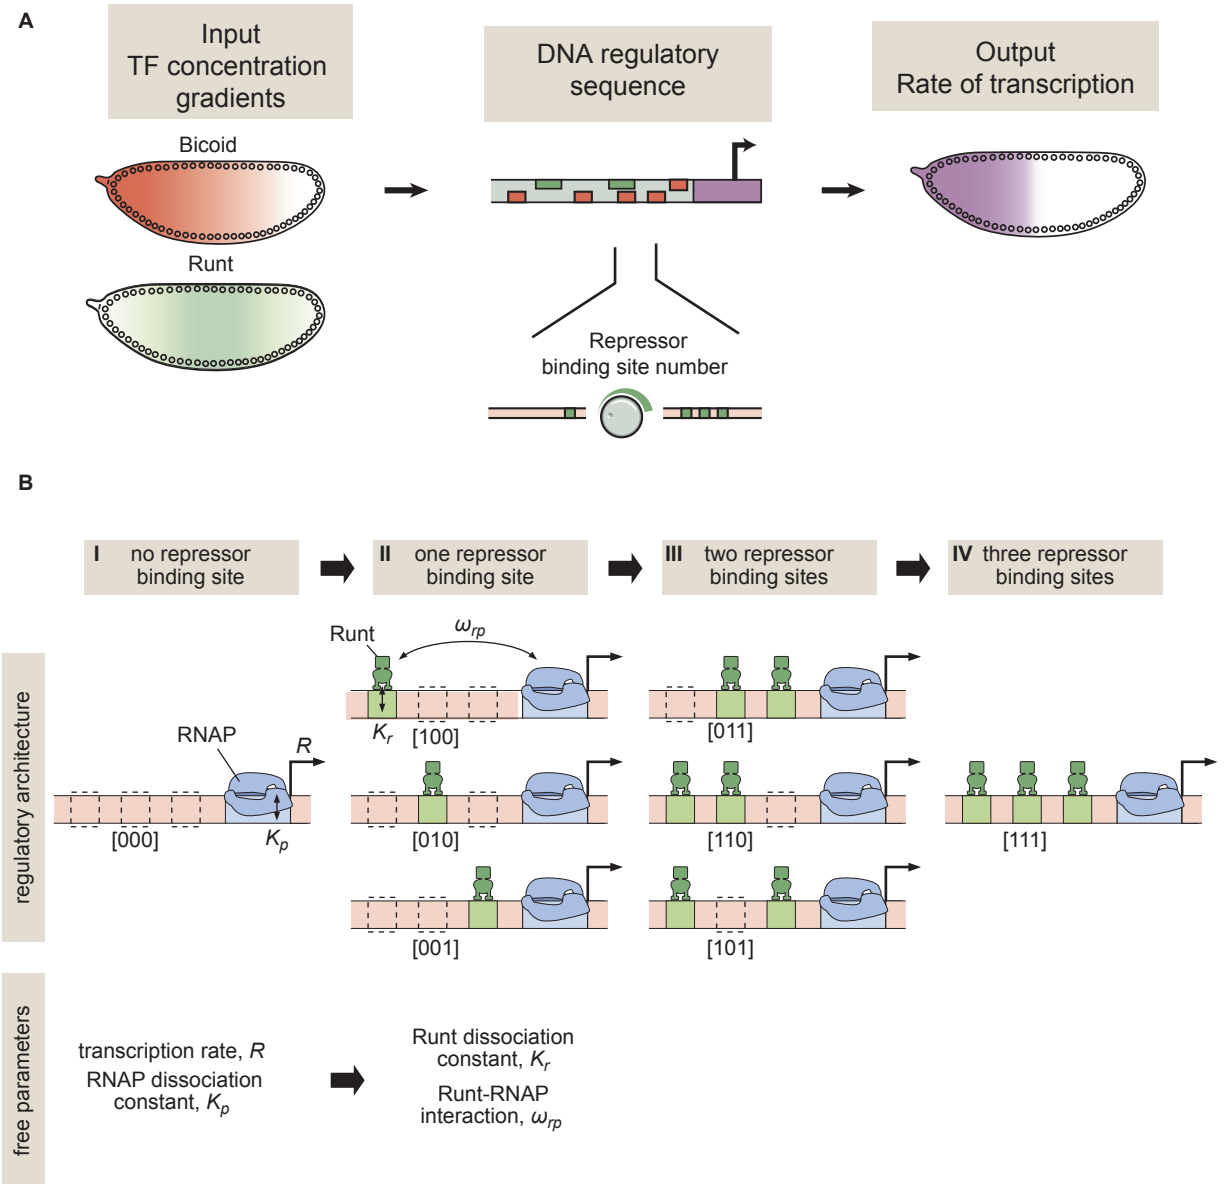 A
Input
TF concentration
gradients
DNA regulatory
sequence
Output
Rate of transcription
Bicoid
Runt
Repressor
binding site number
B
I no repressor
binding site
II one repressor
binding site
III two repressor
binding sites
IV three repressor
binding sites
regulatory architecture
RNAP
R
Kp
[000]
Runt
ωrp
Kr
[100]
[010]
[001]
[011]
[110]
[101]
[111]
free parameters
transcription rate, R
RNAP dissociation
constant, Kp
Runt dissociation
constant, Kr
Runt-RNAP
interaction, ωrp